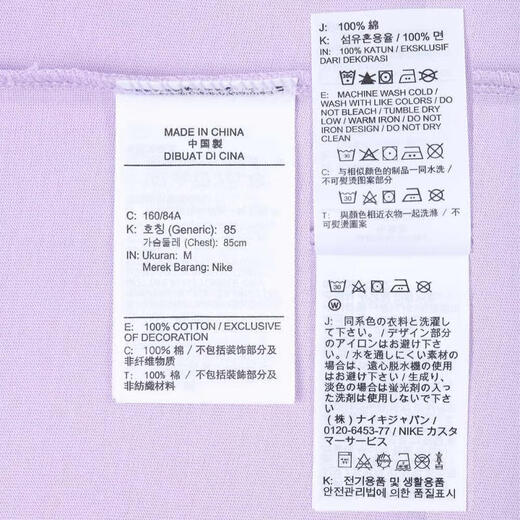 MADE IN CHINA
中国製
DIBUAT DI CINA
C: 160/84A
K: 호칭 (Generic): 85
가슴둘레 (Chest): 85cm
IN: Ukuran: M
Merek Barang: Nike
E: 100% COTTON / EXCLUSIVE
OF DECORATION
C: 100% 棉 / 不包括装饰部分及
非纤维物质
T: 100% 棉 / 不包括裝飾部分及
非紡織材料
J: 100% 綿
K: 섬유혼용율 / 100% 면
IN: 100% KATUN / EKSKLUSIF
DARI DEKORASI
E: MACHINE WASH COLD /
WASH WITH LIKE COLORS / DO
NOT BLEACH / TUMBLE DRY
LOW / WARM IRON / DO NOT
IRON DESIGN / DO NOT DRY
CLEAN
C: 与相似颜色的制品一同水洗 /
不可熨烫图案部分
T: 與顏色相近衣物一起洗滌 / 不
可熨燙圖案
J: 同系色の衣料と洗濯し
て下さい。/ デザイン部分
のアイロンはお避け下さ
い。/ 水を通しにくい素材の
場合は、遠心脱水機の使用
はお避け下さい / 生成り、
淡色の場合は蛍光剤の入っ
た洗剤は使用しないで下さい
(株) ナイキジャパン /
0120-6453-77 / NIKE カスタ
マーサービス
K: 전기용품 및 생활용품
안전관리법에 의한 품질표시